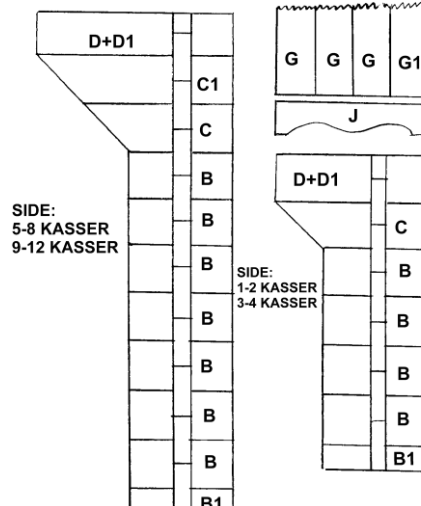 D+D1
C1
C
B
B
B
B
B
B
B
B1
SIDE:
5-8 KASSER
9-12 KASSER
G G G G1
J
D+D1
C
B
B
B
B
B1
SIDE:
1-2 KASSER
3-4 KASSER